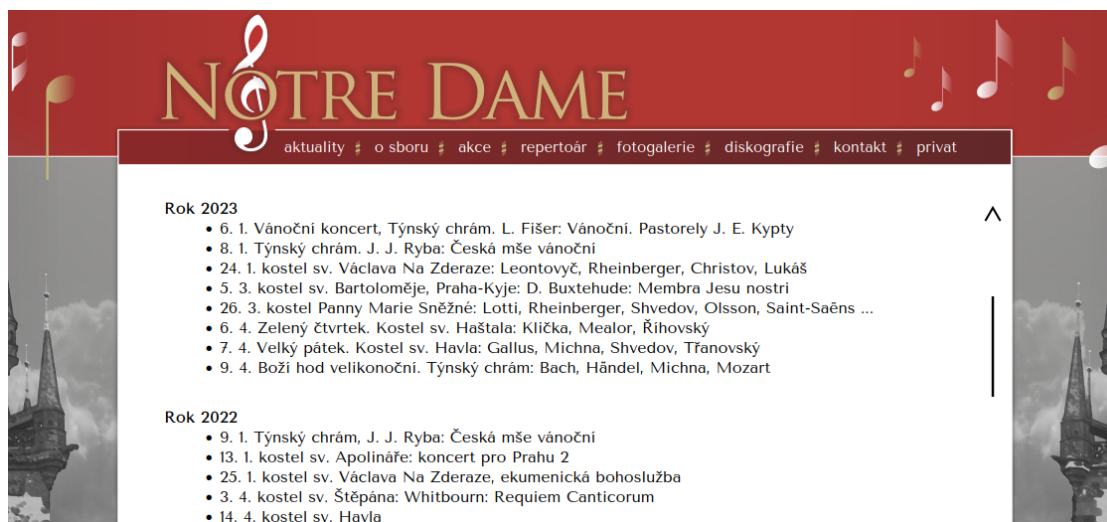 NOTRE DAME
aktuality o sboru akce repertoár fotogalerie diskografie kontakt privat
Rok 2023
• 6. 1. Vánoční koncert, Týnský chrám. L. Fišer: Vánoční. Pastorely J. E. Kypty
• 8. 1. Týnský chrám. J. J. Ryba: Česká mše vánoční
• 24. 1. kostel sv. Václava Na Zderaze: Leontovyč, Rheinberger, Christov, Lukáš
• 5. 3. kostel sv. Bartoloměje, Praha-Kyje: D. Buxtehude: Membra Jesu nostri
• 26. 3. kostel Panny Marie Sněžné: Lotti, Rheinberger, Shvedov, Olsson, Saint-Saëns ...
• 6. 4. Zelený čtvrtek. Kostel sv. Haštala: Klička, Mealor, Říhovský
• 7. 4. Velký pátek. Kostel sv. Havla: Gallus, Michna, Shvedov, Třanovský
• 9. 4. Boží hod velikonoční. Týnský chrám: Bach, Händel, Michna, Mozart
Rok 2022
• 9. 1. Týnský chrám, J. J. Ryba: Česká mše vánoční
• 13. 1. kostel sv. Apolináře: koncert pro Prahu 2
• 25. 1. kostel sv. Václava Na Zderaze, ekumenická bohoslužba
• 3. 4. kostel sv. Štěpána: Whitbourn: Requiem Canticorum
• 14. 4. kostel sv. Havla